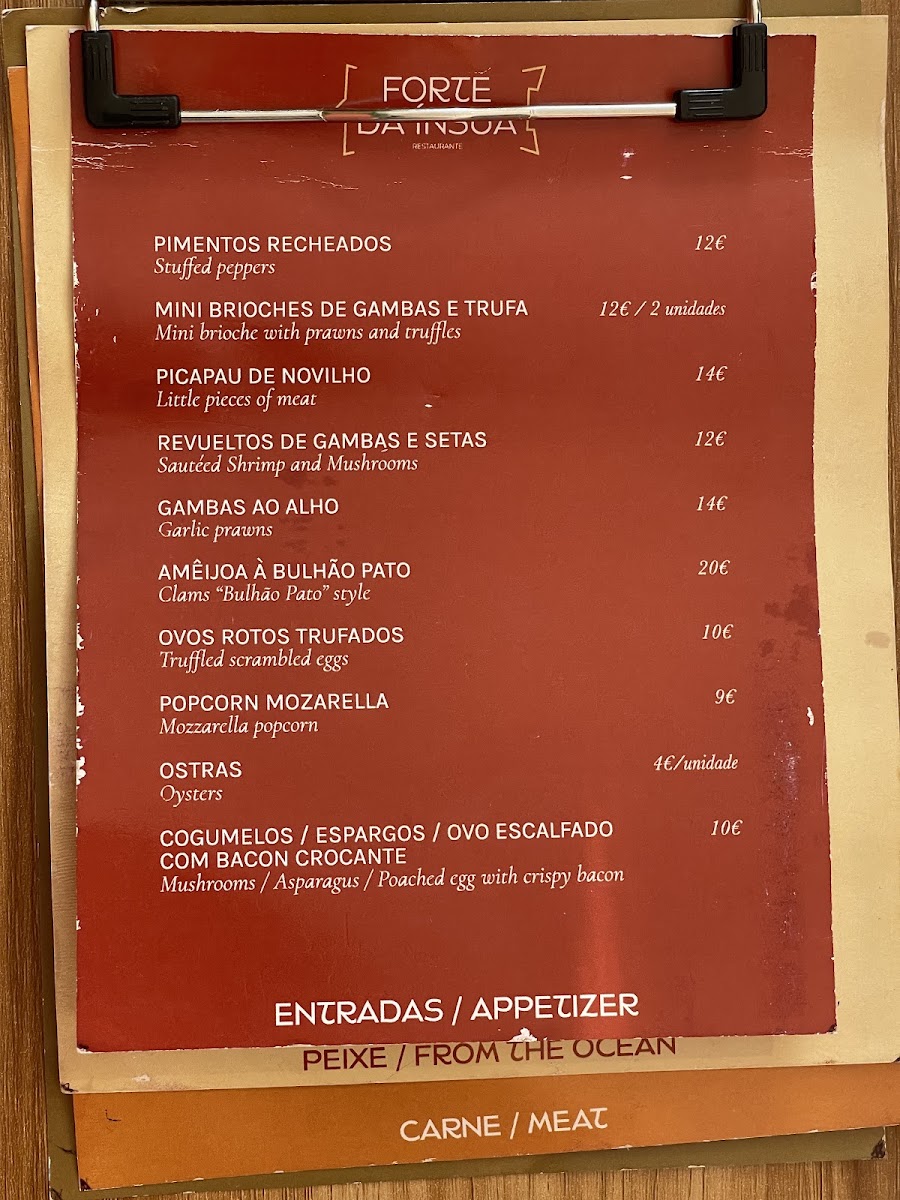 FORTE
DA ÍNSUA
RESTAURANTE
PIMENTOS RECHEADOS 12€
Stuffed peppers
MINI BRIOCHES DE GAMBAS E TRUFA 12€ / 2 unidades
Mini brioche with prawns and truffles
PICAPAU DE NOVILHO 14€
Little pieces of meat
REVUELTOS DE GAMBAS E SETAS 12€
Sautéed Shrimp and Mushrooms
GAMBAS AO ALHO 14€
Garlic prawns
AMÊIJOA À BULHÃO PATO 20€
Clams “Bulhão Pato” style
OVOS ROTOS TRUFADOS 10€
Truffled scrambled eggs
POPCORN MOZARELLA 9€
Mozzarella popcorn
OSTRAS 4€/unidade
Oysters
COGUMELOS / ESPARGOS / OVO ESCALFADO 10€
COM BACON CROCANTE
Mushrooms / Asparagus / Poached egg with crispy bacon
ENTRADAS / APPETIZER
PEIXE / FROM THE OCEAN
CARNE / MEAT